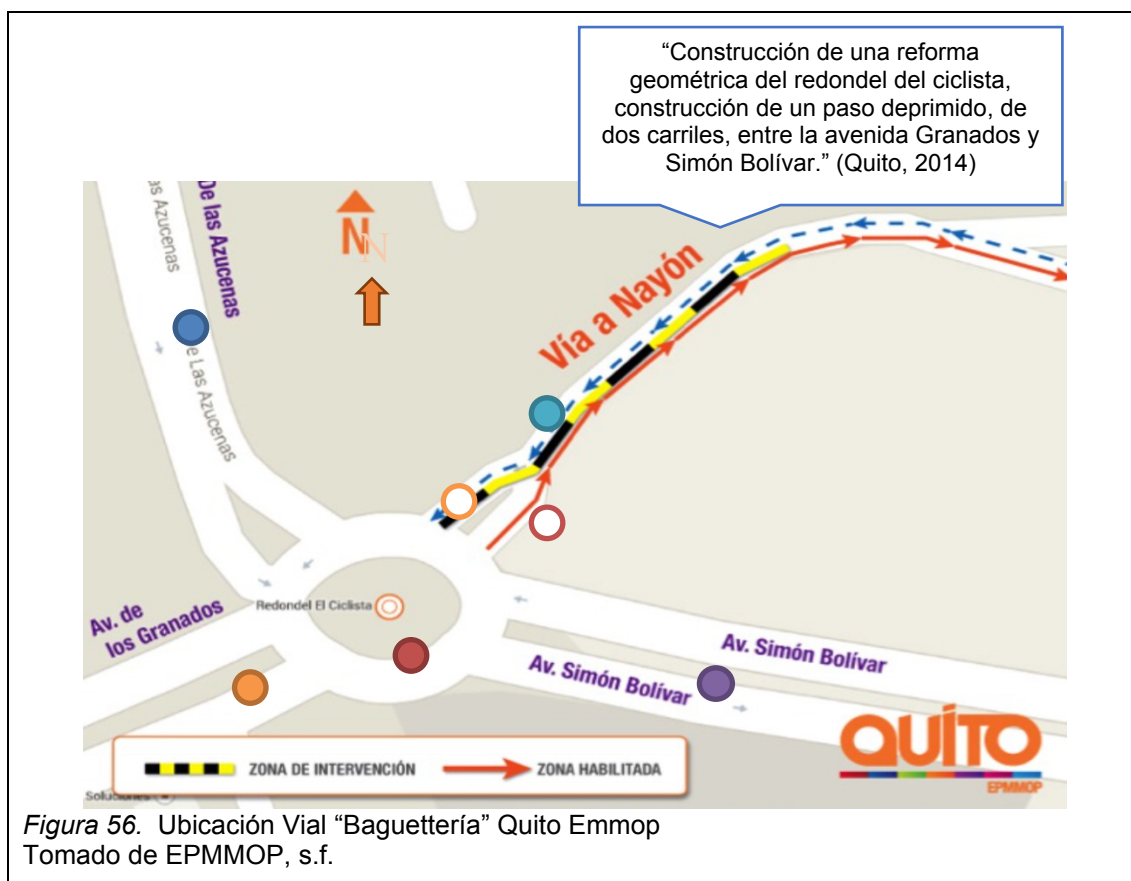 “Construcción de una reforma
geométrica del redondel del ciclista,
construcción de un paso deprimido, de
dos carriles, entre la avenida Granados y
Simón Bolívar.” (Quito, 2014)
as Azucenas
De las Azucenas
N
N
Vía a Nayón
e Las Azucenas
Redondel El Ciclista
Av. de
los Granados
Av. Simón Bolívar
Av. Simón Bolívar
QUITO
EPMMOP
ZONA DE INTERVENCIÓN
ZONA HABILITADA
Soluciones
Figura 56. Ubicación Vial “Baguettería” Quito Emmop
Tomado de EPMMOP, s.f.